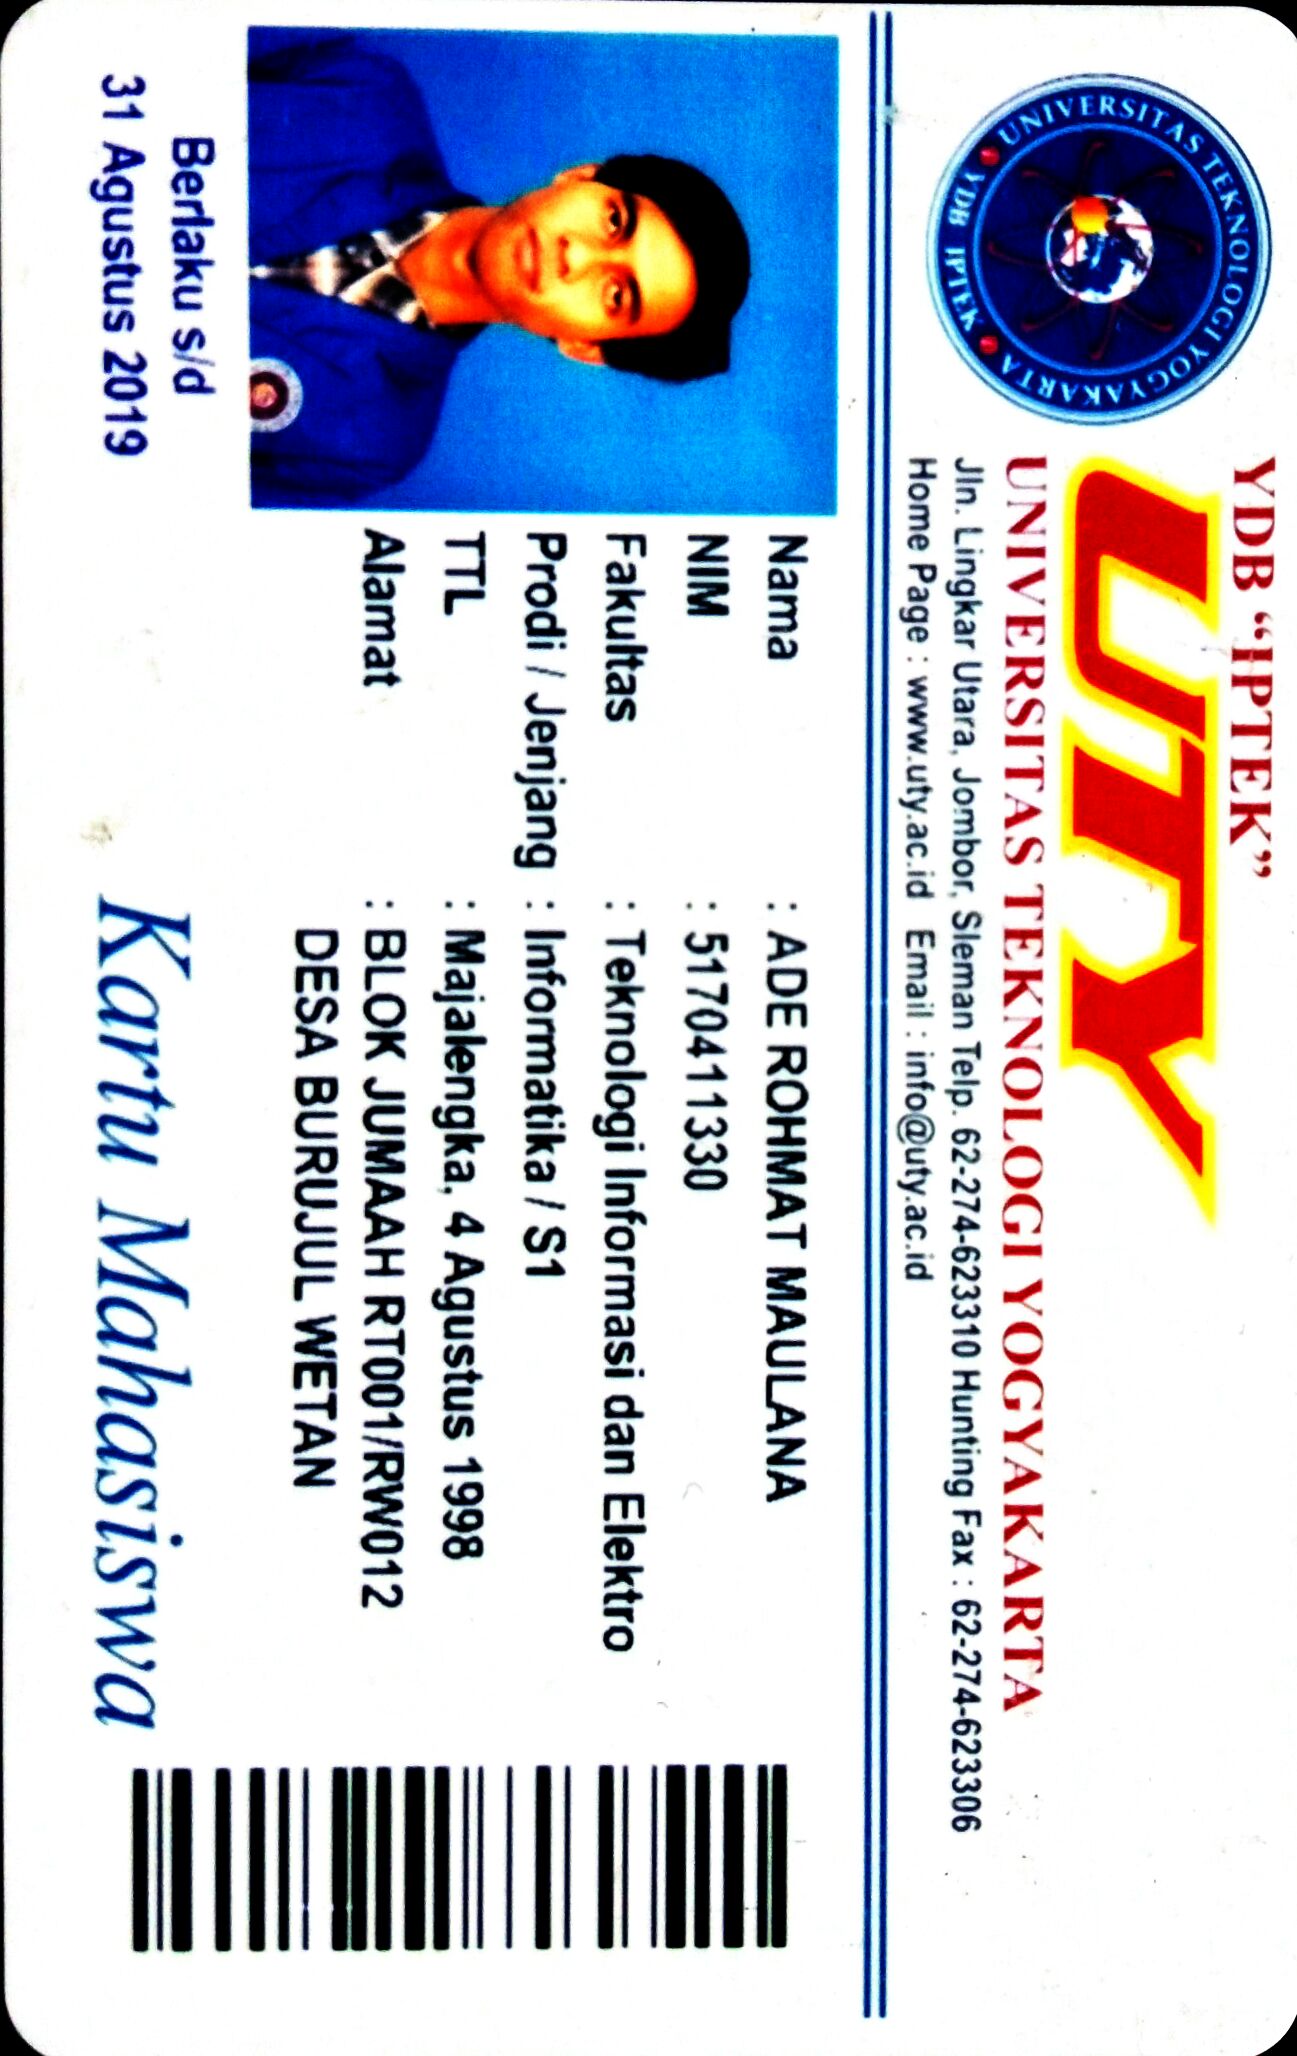 YDB "IPTEK"
UTY
UNIVERSITAS TEKNOLOGI YOGYAKARTA
Jln. Lingkar Utara, Jombor, Sleman Telp. 62-274-623310 Hunting Fax : 62-274-623306
Home Page : www.uty.ac.id Email : info@uty.ac.id
UNIVERSITAS TEKNOLOGI YOGYAKARTA
YDB IPTEK
Nama : ADE ROHMAT MAULANA
NIM : 5170411330
Fakultas : Teknologi Informasi dan Elektro
Prodi / Jenjang : Informatika / S1
TTL : Majalengka, 4 Agustus 1998
Alamat : BLOK JUMAAH RT001/RW012
DESA BURUJUL WETAN
Berlaku s/d
31 Agustus 2019
Kartu Mahasiswa